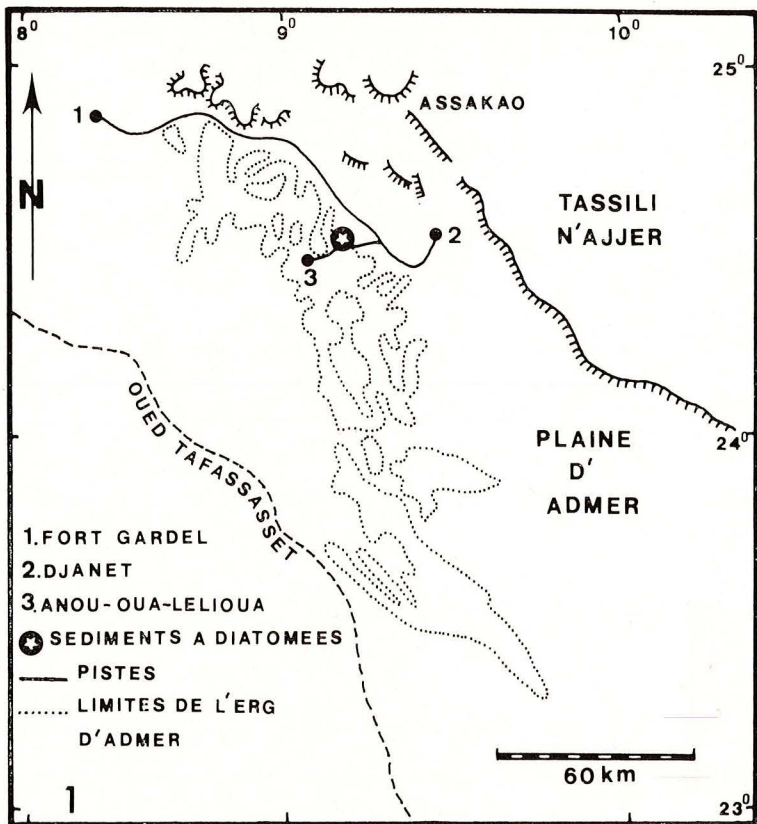 8°
9°
10°
25°
ASSAKAO
1
N
TASSILI
N'AJJER
2
3
OUED TAFASSASSET
24°
PLAINE
D'
ADMER
1.FORT GARDEL
2.DJANET
3.ANOU-OUA-LELIOUA
SEDIMENTS A DIATOMEES
PISTES
LIMITES DE L'ERG
D'ADMER
60 km
1
23°